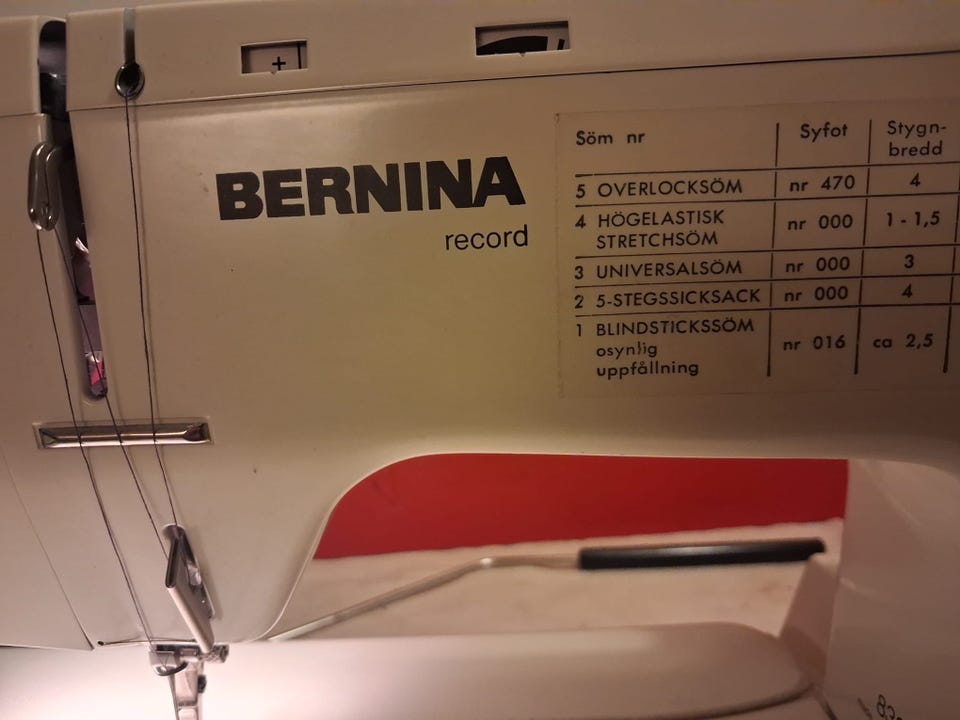 +
BERNINA
record
Söm nr Syfot Stygn-
bredd
5 OVERLOCKSÖM nr 470 4
4 HÖGELASTISK
STRETCHSÖM nr 000 1 - 1,5
3 UNIVERSALSÖM nr 000 3
2 5-STEGSSICKSACK nr 000 4
1 BLINDSTICKSSÖM
osynlig
uppfållning nr 016 ca 2,5